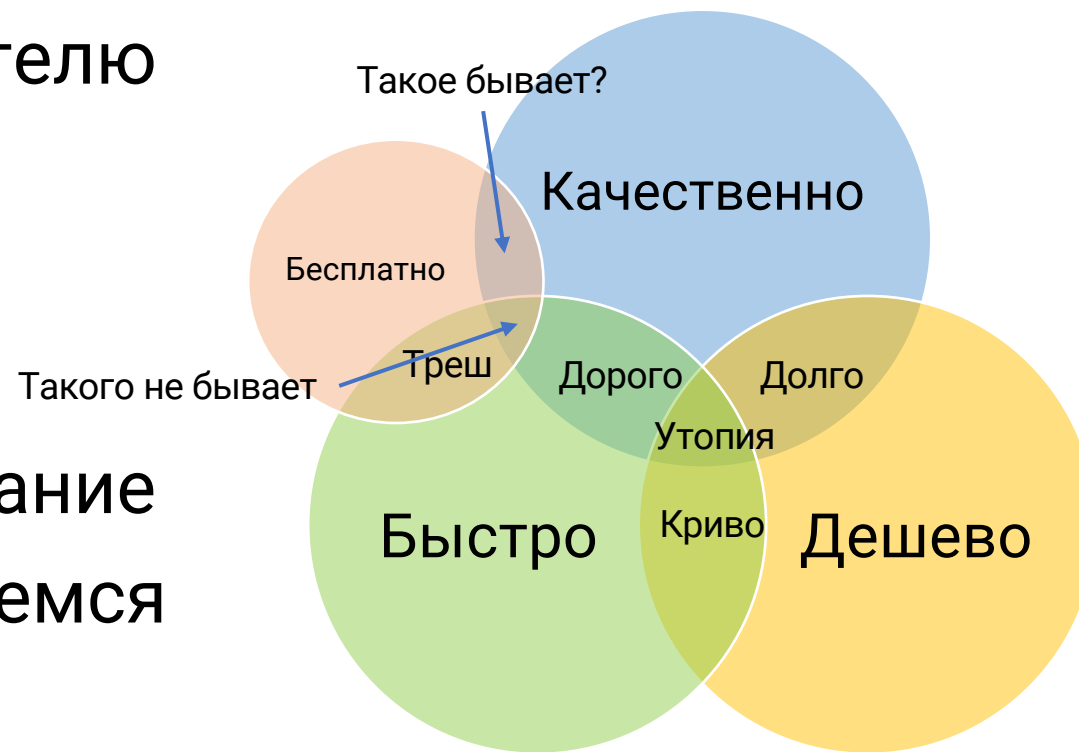 телю
Такое бывает?
Качественно
Бесплатно
Треш
Дорого
Долго
Такого не бывает
Утопия
ание
Криво
Быстро
Дешево
емся